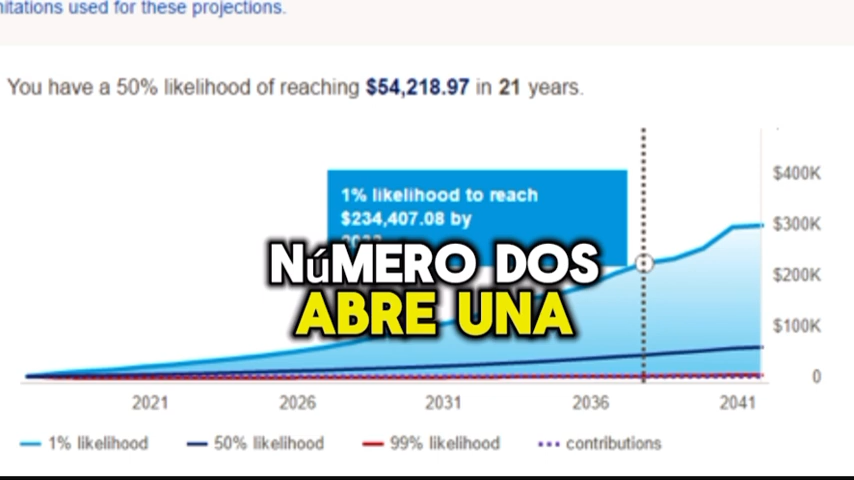 itations used for these projections.
You have a 50% likelihood of reaching $54,218.97 in 21 years.
1% likelihood to reach
$234,407.08 by
NúMERO DOS
ABRE UNA
$400K
$300K
$200K
$100K
0
2021 2026 2031 2036 2041
1% likelihood 50% likelihood 99% likelihood contributions